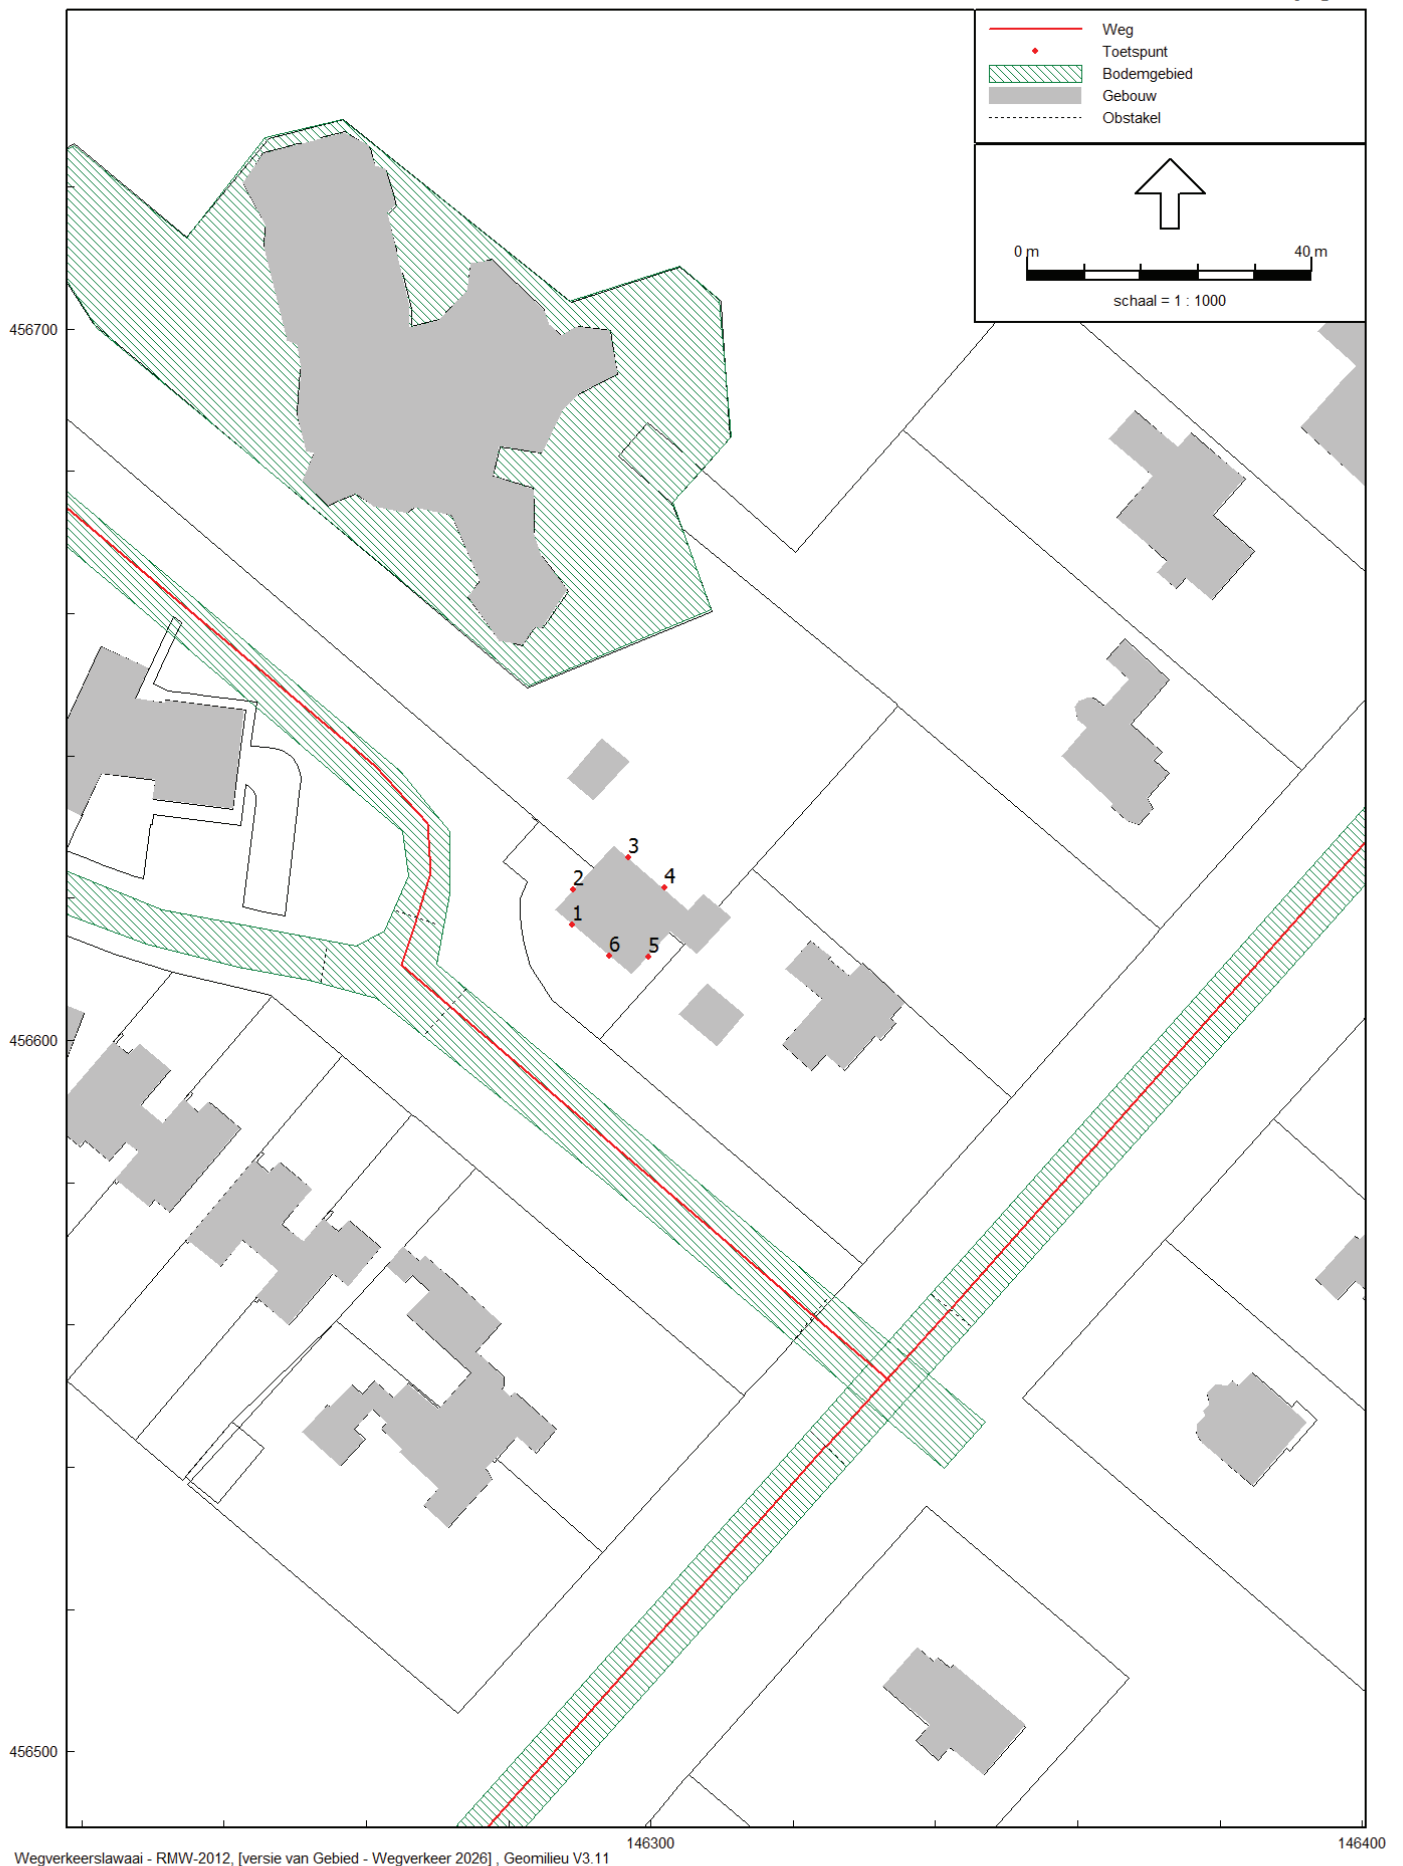 Weg
Toetspunt
Bodemgebied
Gebouw
Obstakel
0 m 40 m
schaal = 1 : 1000
456700
3
2 4
1
6 5
456600
456500
146300 146400
Wegverkeerslawaai - RMW-2012, [versie van Gebied - Wegverkeer 2026] , Geomilieu V3.11